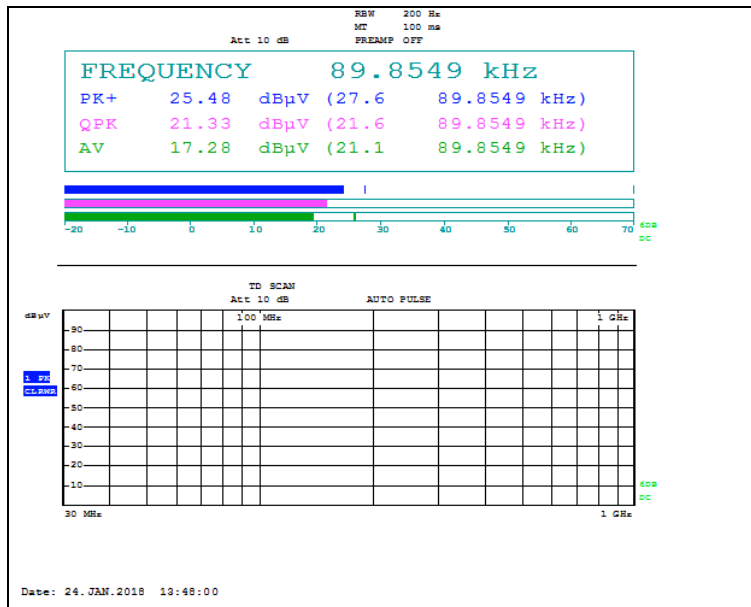 RBW 200 Hz
MT 100 ms
Att 10 dB PREAMP OFF
FREQUENCY 89.8549 kHz
PK+ 25.48 dBµV (27.6 89.8549 kHz)
QPK 21.33 dBµV (21.6 89.8549 kHz)
AV 17.28 dBµV (21.1 89.8549 kHz)
-20 -10 0 10 20 30 40 50 60 70
6DB
DC
TD SCAN
Att 10 dB AUTO PULSE
dBµV
100 MHz 1 GHz
90
80
70
1 PK
60
CLRWR
50
40
30
20
10
6DB
DC
30 MHz 1 GHz
Date: 24.JAN.2018 13:48:00